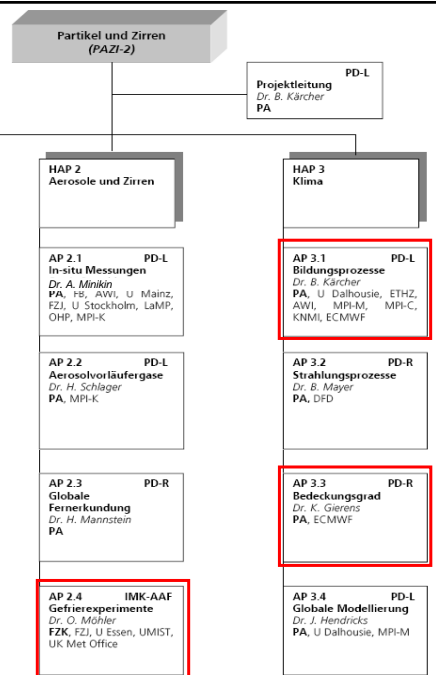 Partikel und Zirren
(PAZI-2)
PD-L
Projektleitung
Dr. B. Kärcher
PA
HAP 2
Aerosole und Zirren
HAP 3
Klima
AP 2.1 PD-L
In-situ Messungen
Dr. A. Minikin
PA, FB, AWI, U Mainz,
FZJ, U Stockholm, LaMP,
OHP, MPI-K
AP 3.1 PD-L
Bildungsprozesse
Dr. B. Kärcher
PA, U Dalhousie, ETHZ,
AWI, MPI-M, MPI-C,
KNMI, ECMWF
AP 2.2 PD-L
Aerosolvorläufergase
Dr. H. Schlager
PA, MPI-K
AP 3.2 PD-R
Strahlungsprozesse
Dr. B. Mayer
PA, DFD
AP 2.3 PD-R
Globale
Fernerkundung
Dr. H. Mannstein
PA
AP 3.3 PD-R
Bedeckungsgrad
Dr. K. Gierens
PA, ECMWF
AP 2.4 IMK-AAF
Gefrierexperimente
Dr. O. Möhler
FZK, FZJ, U Essen, UMIST,
UK Met Office
AP 3.4 PD-L
Globale Modellierung
Dr. J. Hendricks
PA, U Dalhousie, MPI-M